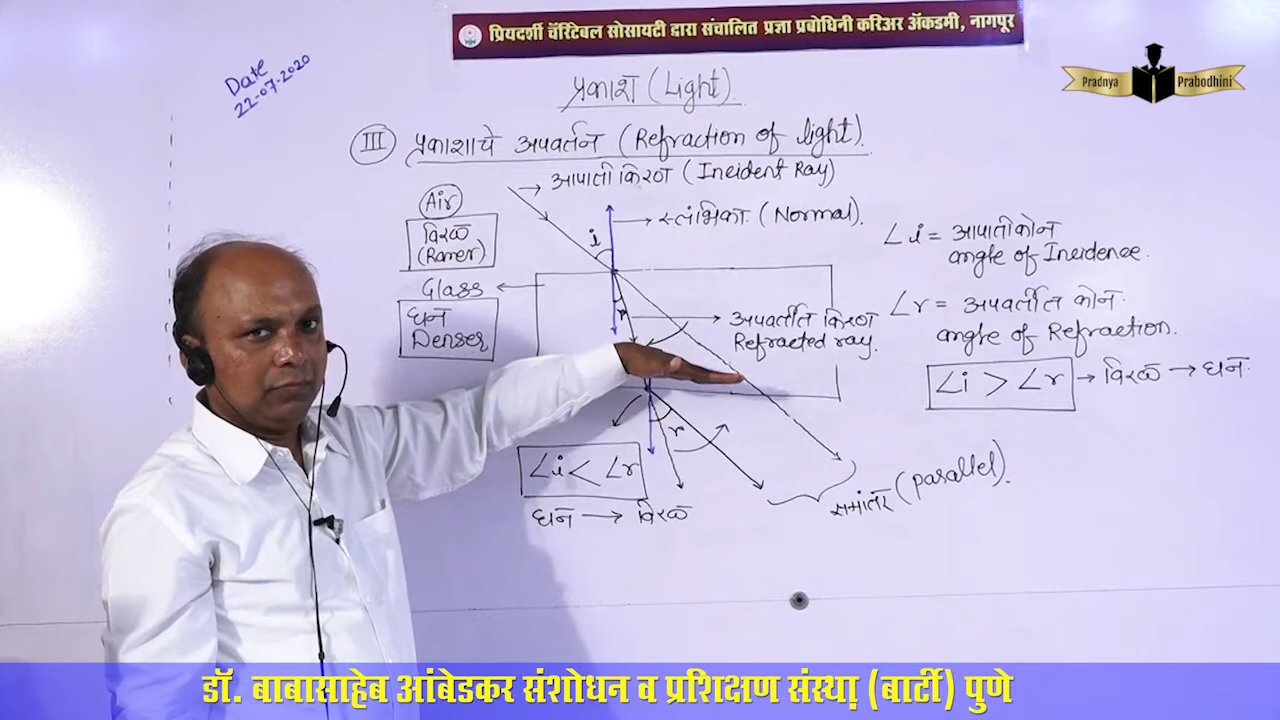 प्रियदर्शी चॅरिटेबल सोसायटी द्वारा संचालित प्रज्ञा प्रबोधिनी करिअर ॲकडमी, नागपूर
Pradnya Prabodhini
Date
22-07-2020
प्रकाश (Light)
III प्रकाशाचे अपवर्तन (Refraction of light).
आपाती किरण (Incident Ray)
Air
विरळ
(Rarer)
स्तंभिका (Normal).
i
Glass
घन
Denser
r
अपवर्तीत किरण
Refracted ray.
∠i = आपाती कोन
angle of Incidence.
∠r = अपवर्तीत कोन.
angle of Refraction.
∠i > ∠r → विरळ → घन.
r
∠i < ∠r
घन → विरळ
समांतर (parallel).
डॉ. बाबासाहेब आंबेडकर संशोधन व प्रशिक्षण संस्था (बार्टी) पुणे